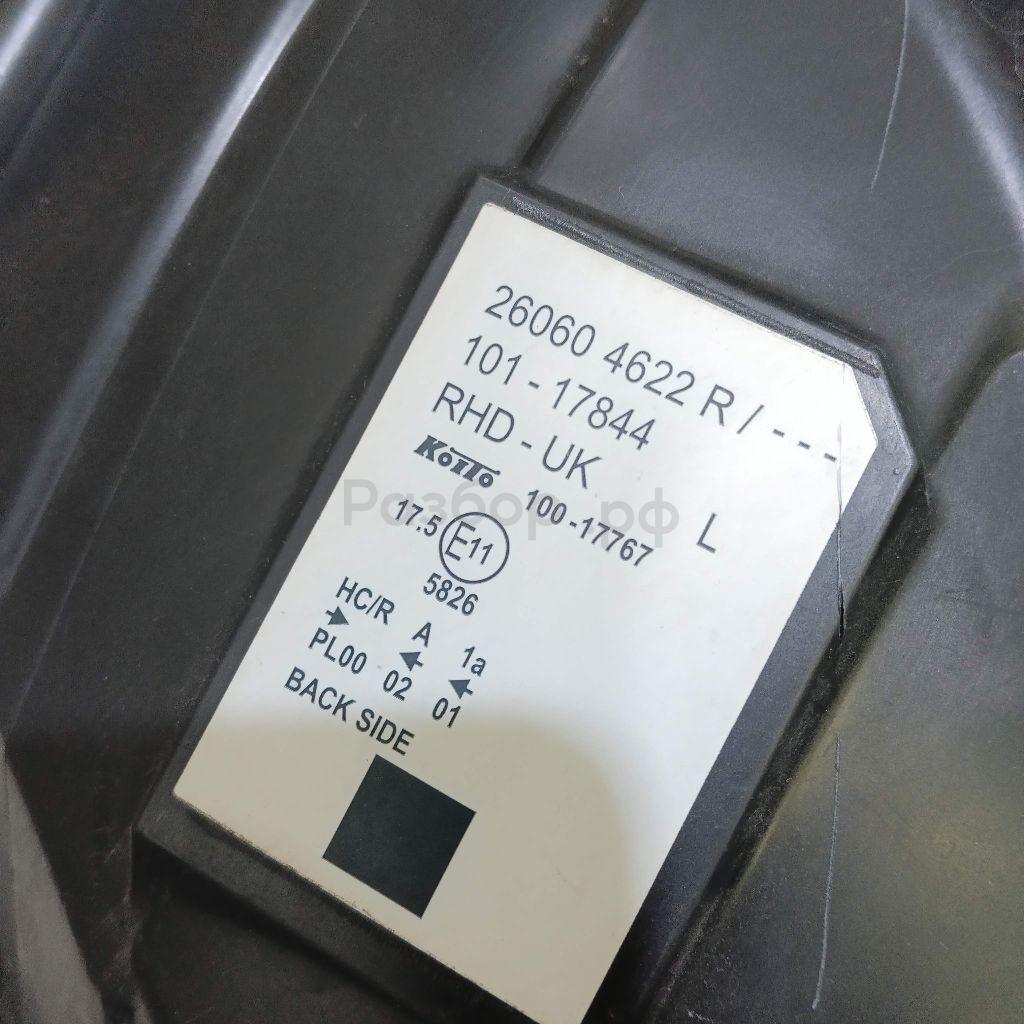 26060 4622 R / - - -
101 - 17844
RHD - UK
L
KOITO 100 -17767
17.5 E11
5826
HC/R A 1a
PL00 02 01
BACK SIDE
Разбор.рф